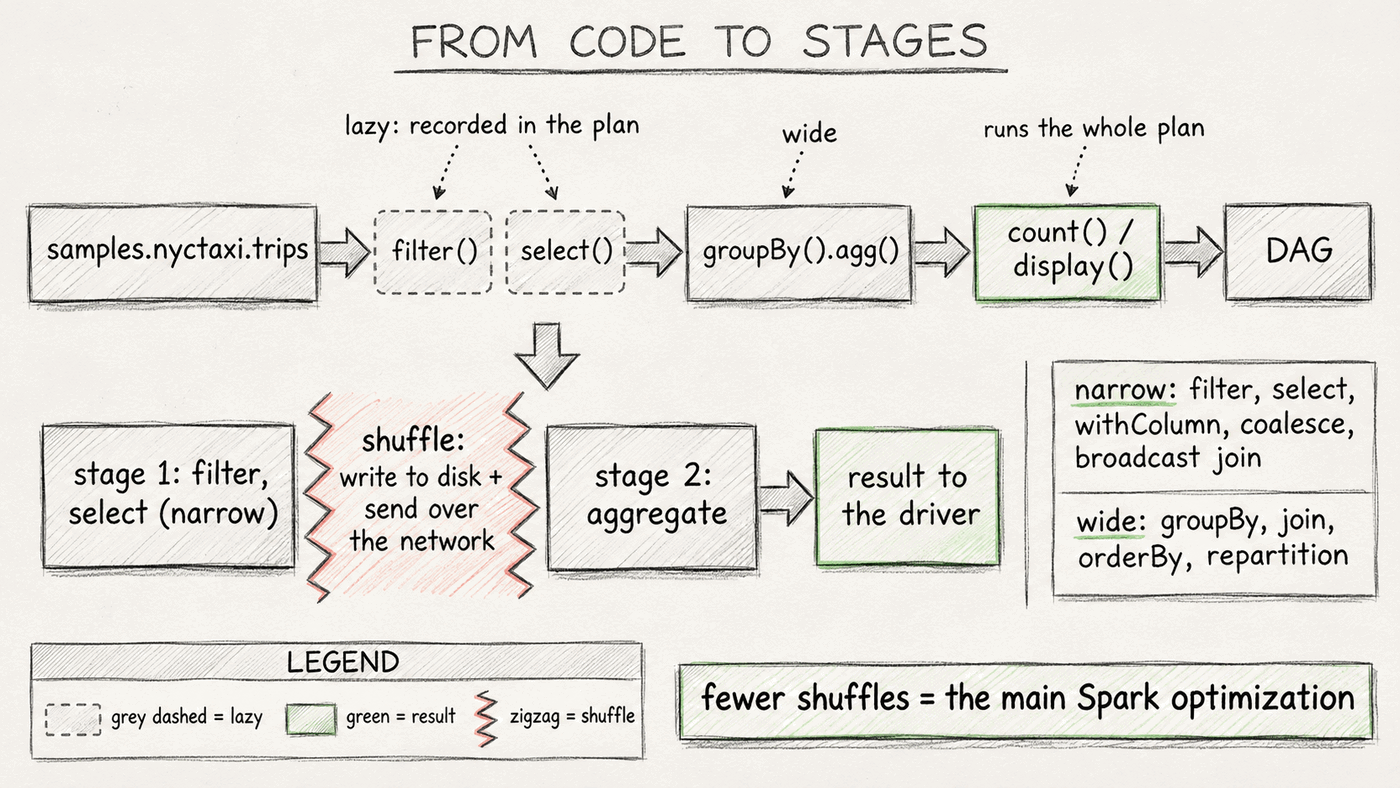 FROM CODE TO STAGES
lazy: recorded in the plan
wide
runs the whole plan
samples.nyctaxi.trips
filter()
select()
groupBy().agg()
count() /
display()
DAG
stage 1: filter,
select (narrow)
shuffle:
write to disk +
send over
the network
stage 2:
aggregate
result to
the driver
narrow: filter, select,
withColumn, coalesce,
broadcast join
wide: groupBy, join,
orderBy, repartition
LEGEND
grey dashed = lazy
green = result
zigzag = shuffle
fewer shuffles = the main Spark optimization